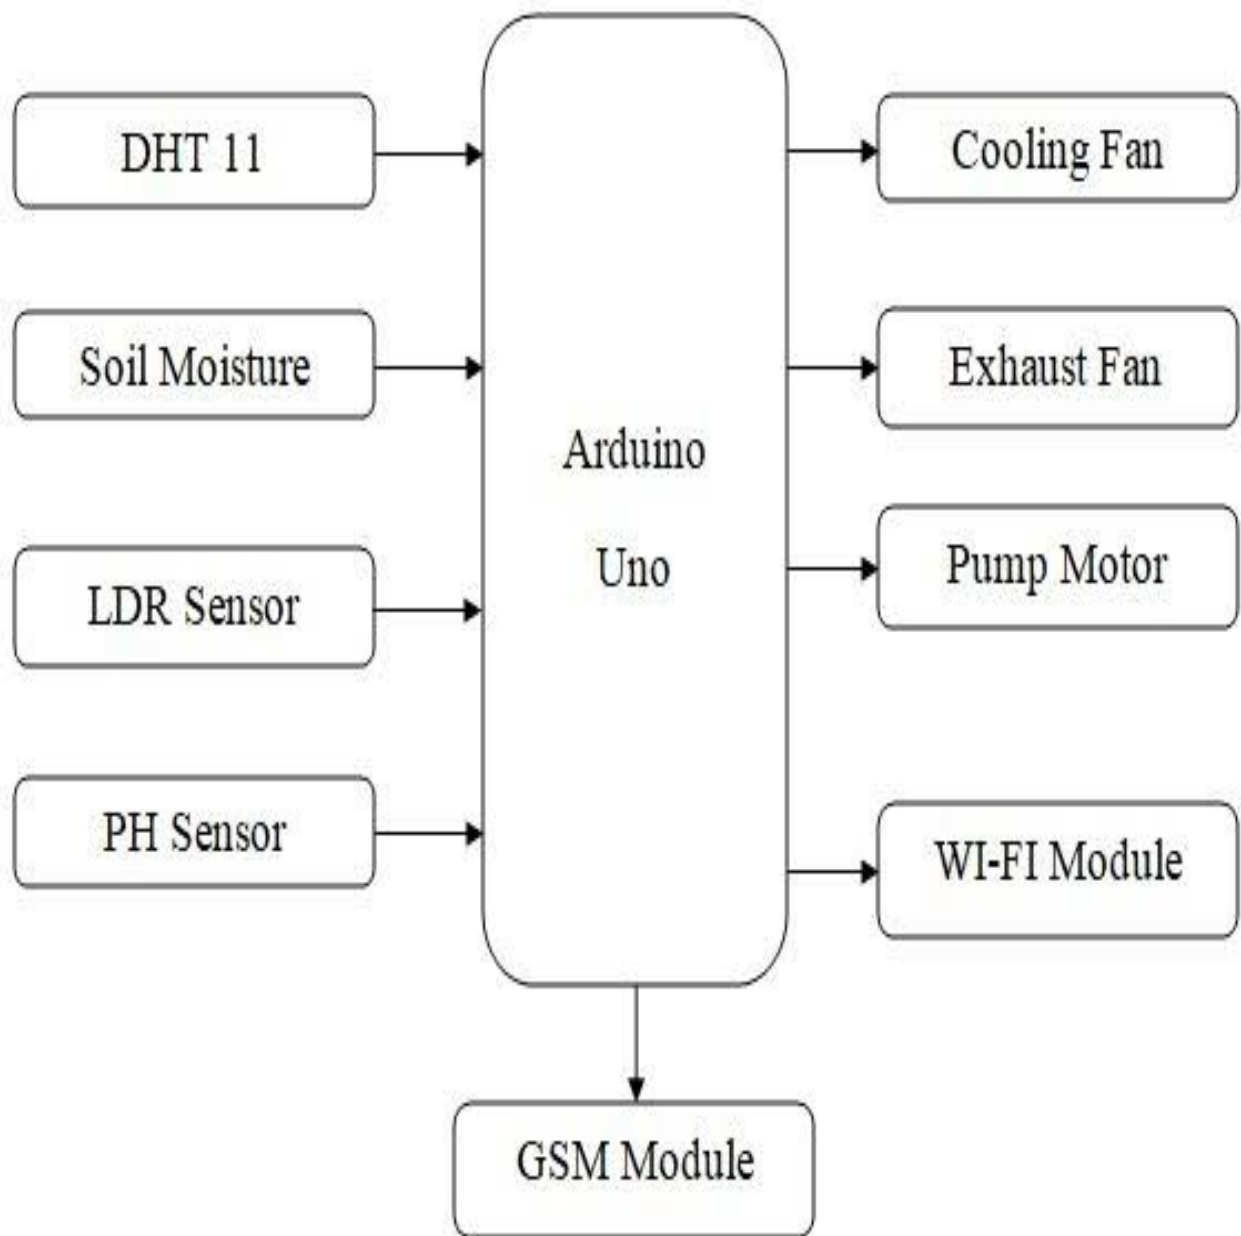 DHT 11
Soil Moisture
LDR Sensor
PH Sensor
Arduino
Uno
Cooling Fan
Exhaust Fan
Pump Motor
WI-FI Module
GSM Module